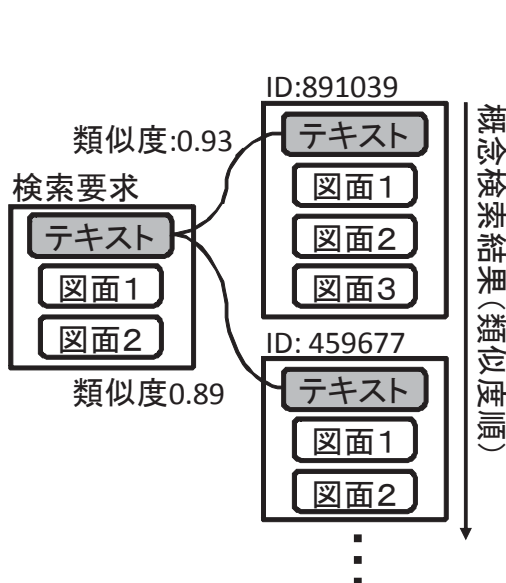 ID:891039
類似度:0.93
テキスト
図面1
図面2
図面3
検索要求
テキスト
図面1
図面2
類似度0.89
ID: 459677
テキスト
図面1
図面2
概念検索結果(類似度順)